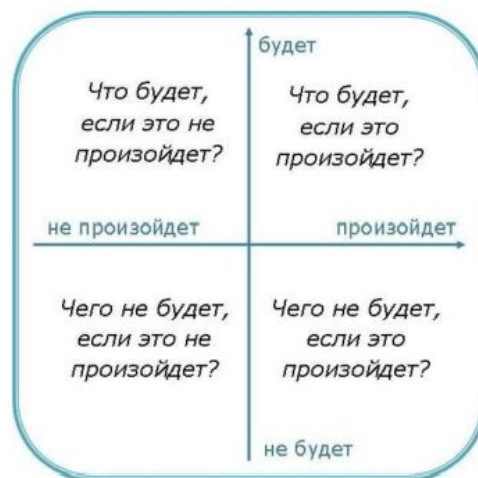 будет
Что будет,
если это не
произойдет?
Что будет,
если это
произойдет?
не произойдет
произойдет
Чего не будет,
если это не
произойдет?
Чего не будет,
если это
произойдет?
не будет